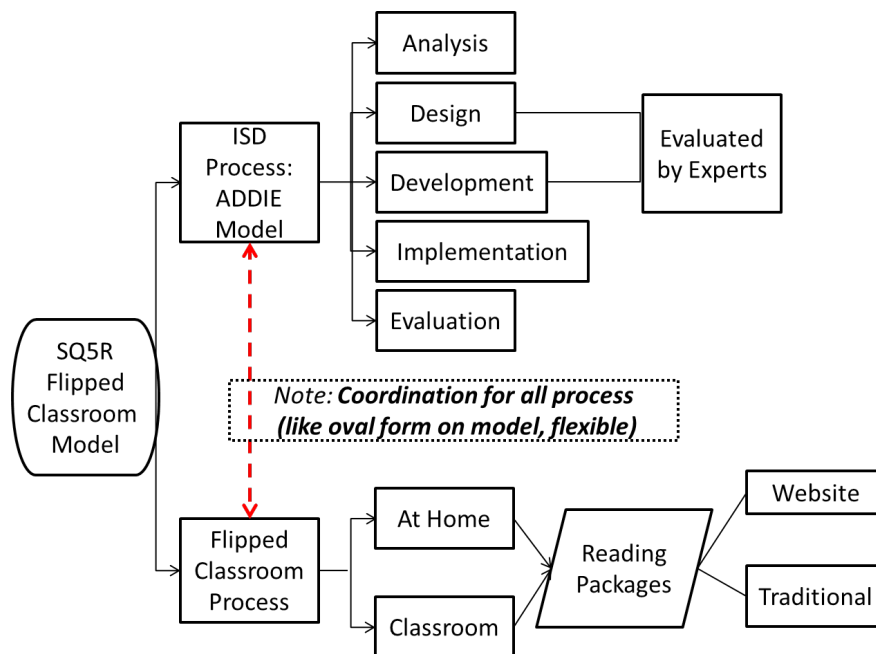 Analysis
Design
Development
Implementation
Evaluation
ISD
Process:
ADDIE
Model
Evaluated
by Experts
SQ5R
Flipped
Classroom
Model
Note: Coordination for all process
(like oval form on model, flexible)
Flipped
Classroom
Process
At Home
Classroom
Reading
Packages
Website
Traditional